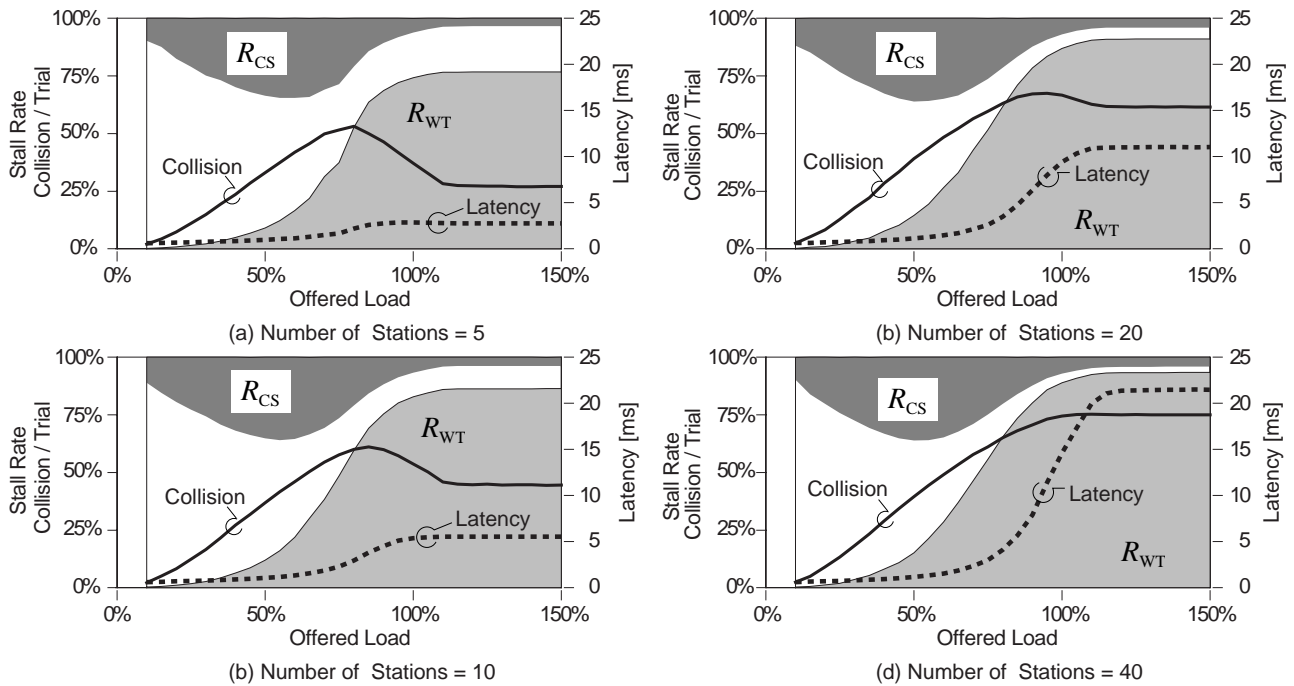 100%
75%
50%
25%
0%
Stall Rate
Collision / Trial
25
20
15
10
5
0
Latency [ms]
R_CS
R_WT
Collision
Latency
0%
50%
100%
150%
Offered Load
(a) Number of Stations = 5
100%
75%
50%
25%
0%
Stall Rate
Collision / Trial
25
20
15
10
5
0
Latency [ms]
R_CS
Collision
Latency
R_WT
0%
50%
100%
150%
Offered Load
(b) Number of Stations = 20
100%
75%
50%
25%
0%
Stall Rate
Collision / Trial
25
20
15
10
5
0
Latency [ms]
R_CS
R_WT
Collision
Latency
0%
50%
100%
150%
Offered Load
(b) Number of Stations = 10
100%
75%
50%
25%
0%
Stall Rate
Collision / Trial
25
20
15
10
5
0
Latency [ms]
R_CS
Collision
Latency
R_WT
0%
50%
100%
150%
Offered Load
(d) Number of Stations = 40